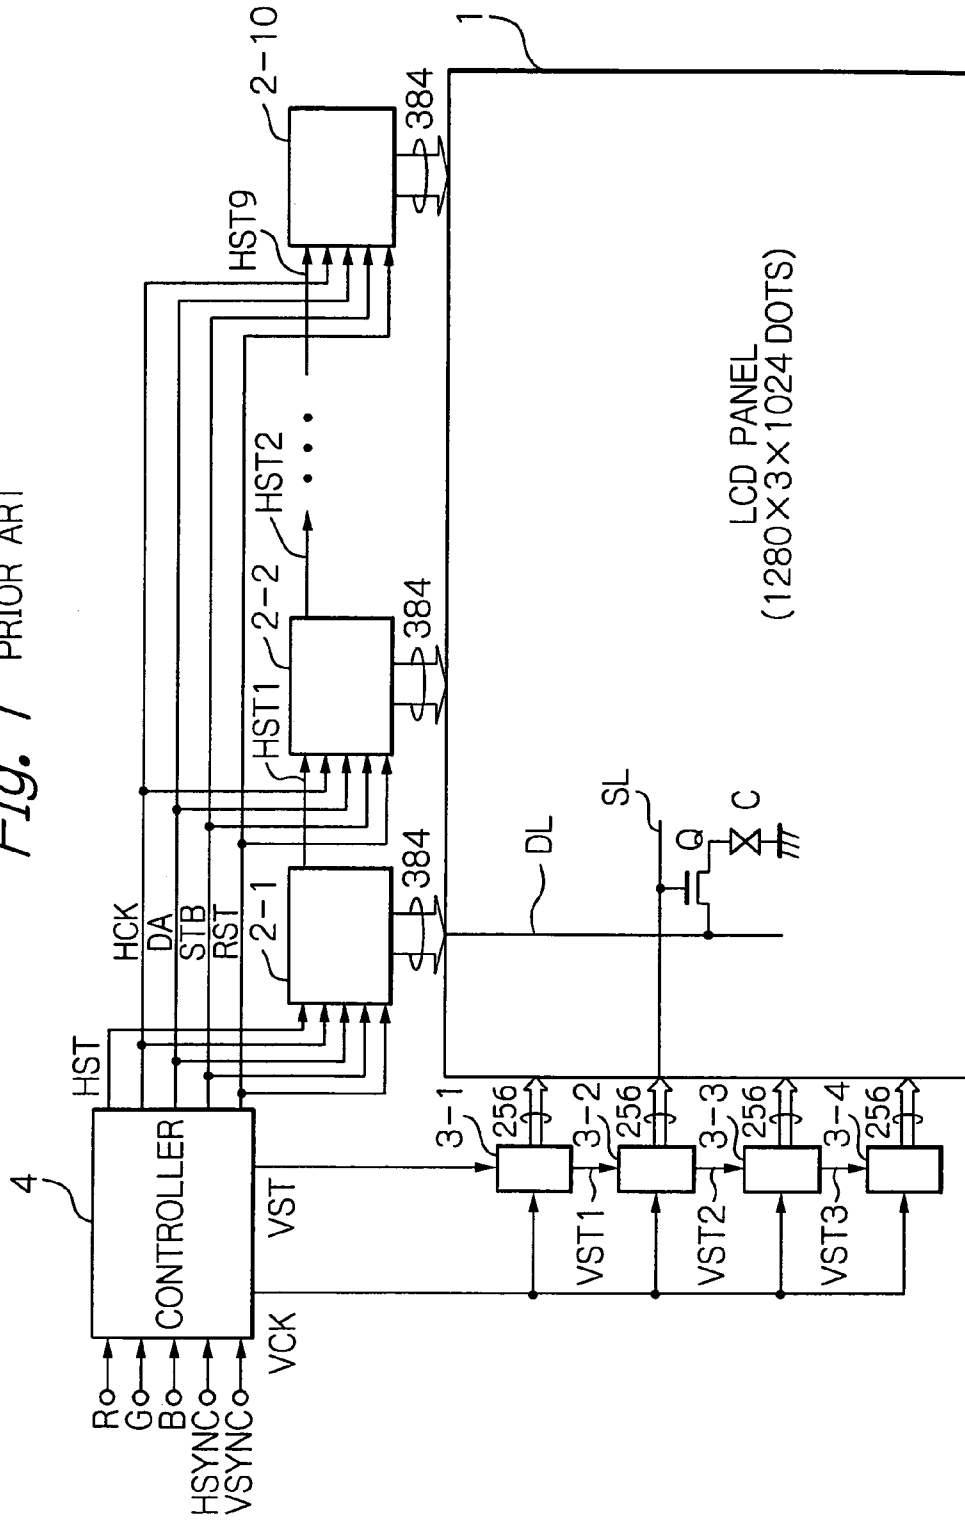 Fig. 1 PRIOR ART
R
G
B
HSYNC
VSYNC
4
CONTROLLER
HST
HCK
DA
STB
RST
VCK
VST
2-1
HST1
2-2
HST2
HST9
2-10
384
384
384
1
3-1
256
VST1
3-2
256
VST2
3-3
256
VST3
3-4
256
DL
SL
Q
C
LCD PANEL
(1280×3×1024 DOTS)